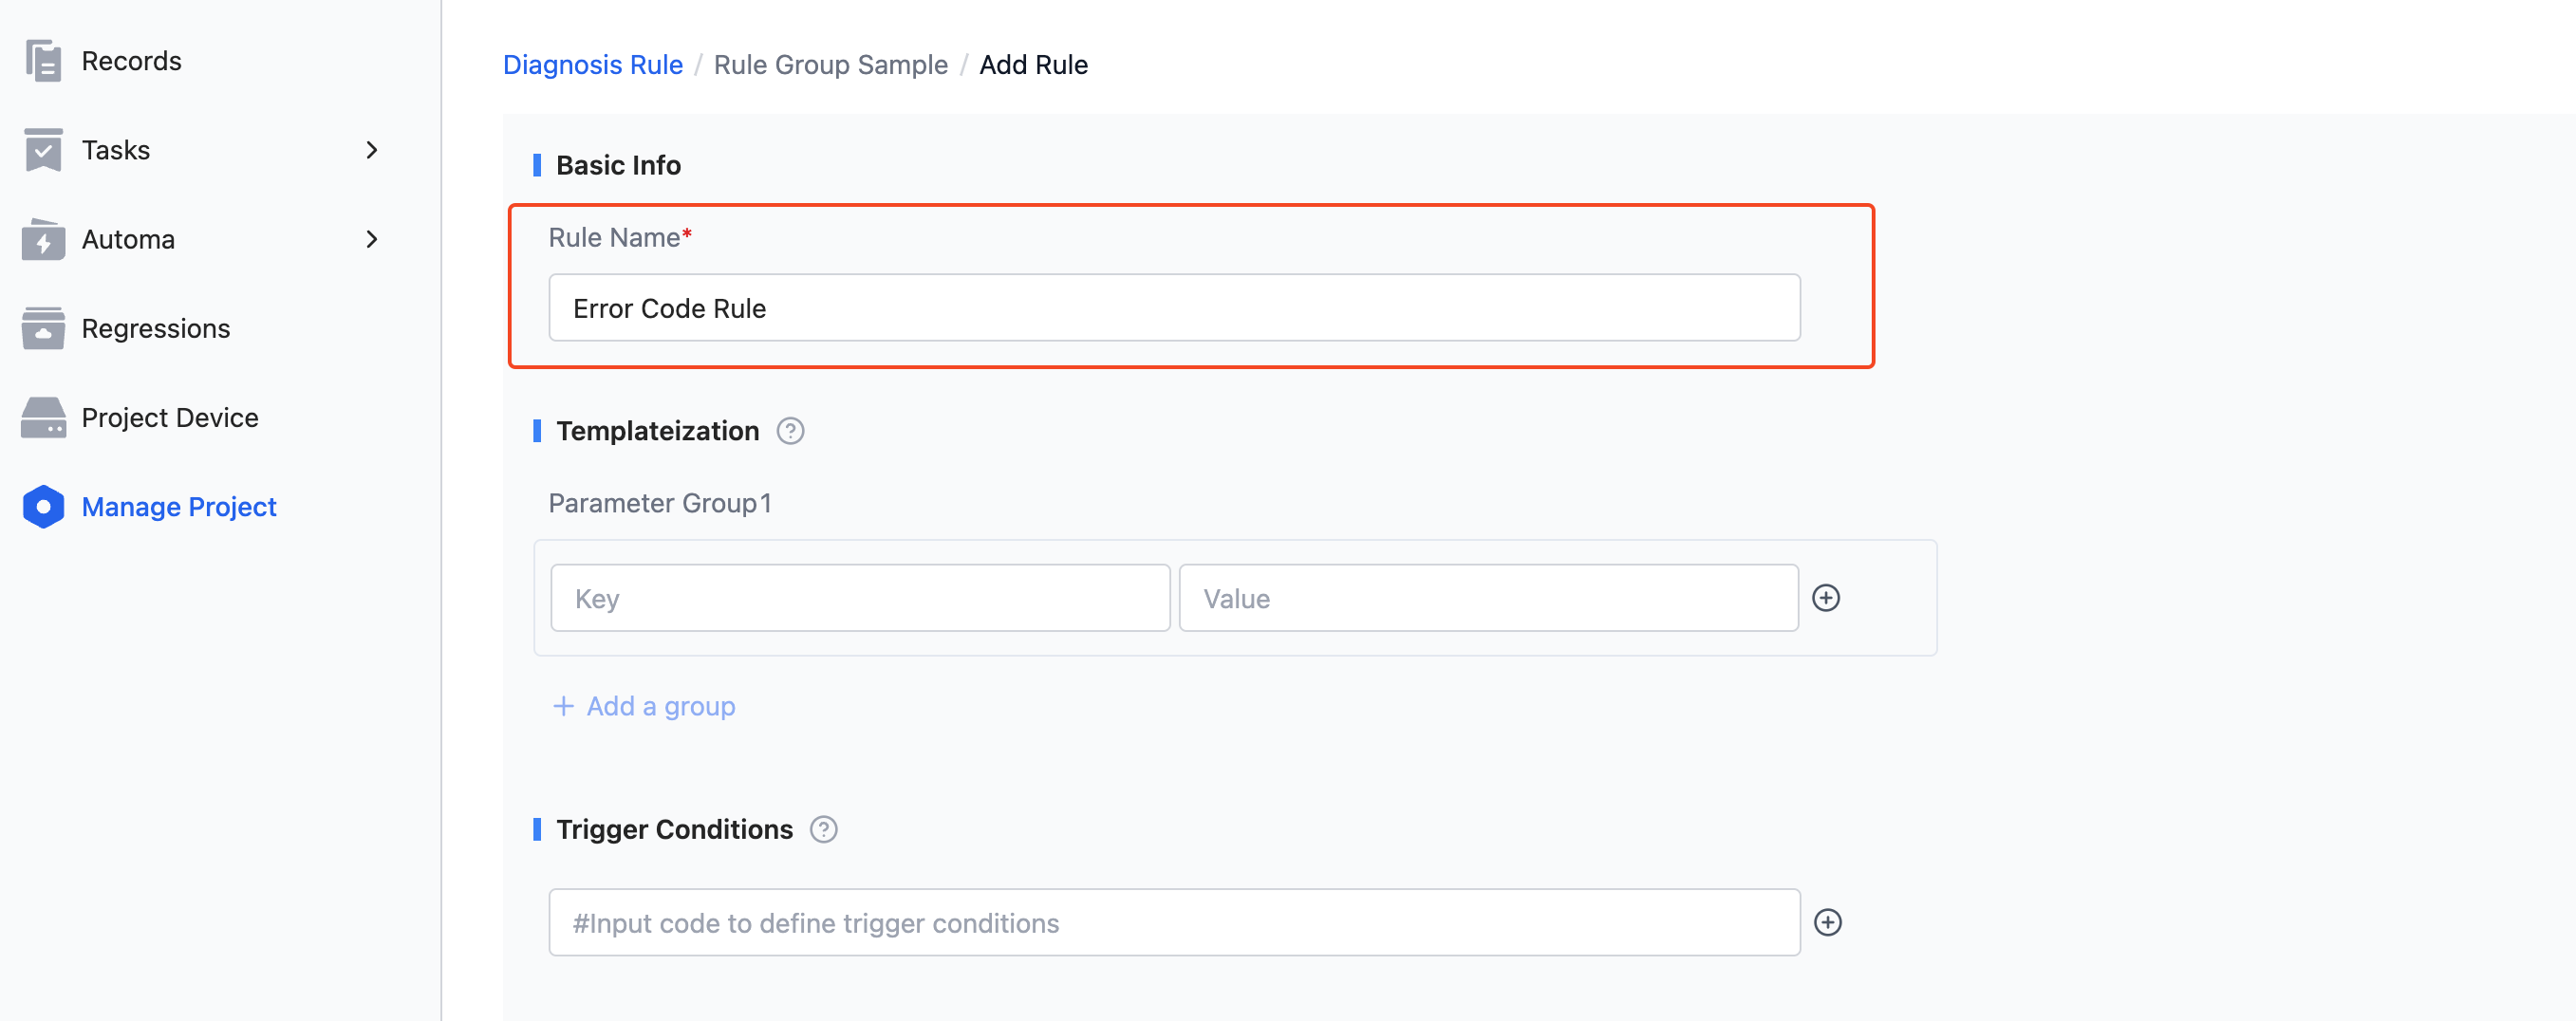 Records
Tasks
Automa
Regressions
Project Device
Manage Project
Diagnosis Rule / Rule Group Sample / Add Rule
Basic Info
Rule Name*
Error Code Rule
Templateization ?
Parameter Group1
Key
Value
+ Add a group
Trigger Conditions ?
#Input code to define trigger conditions